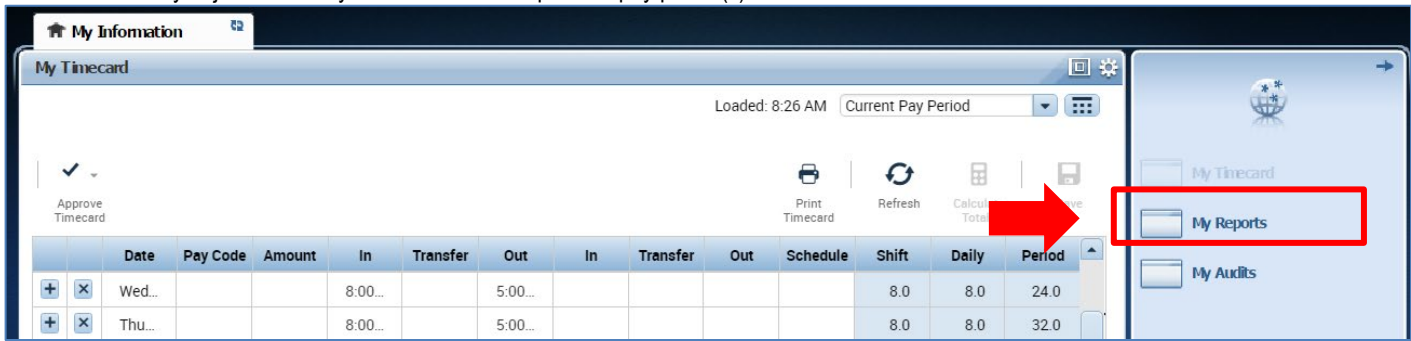 My Information
My Timecard
Loaded: 8:26 AM Current Pay Period
Approve
Timecard
Print
Timecard
Refresh
My Timecard
My Reports
My Audits
Date Pay Code Amount In Transfer Out In Transfer Out Schedule Shift Daily Period
Wed... 8:00... 5:00... 8.0 8.0 24.0
Thu... 8:00... 5:00... 8.0 8.0 32.0